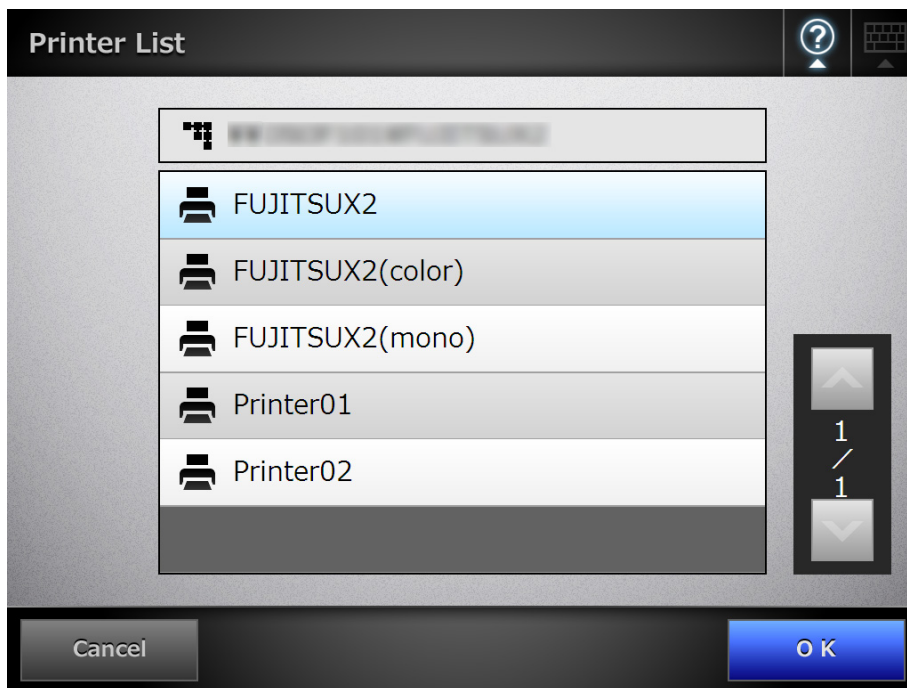 Printer List
?
FUJITSUX2
FUJITSUX2(color)
FUJITSUX2(mono)
Printer01
Printer02
1
/
1
Cancel
OK